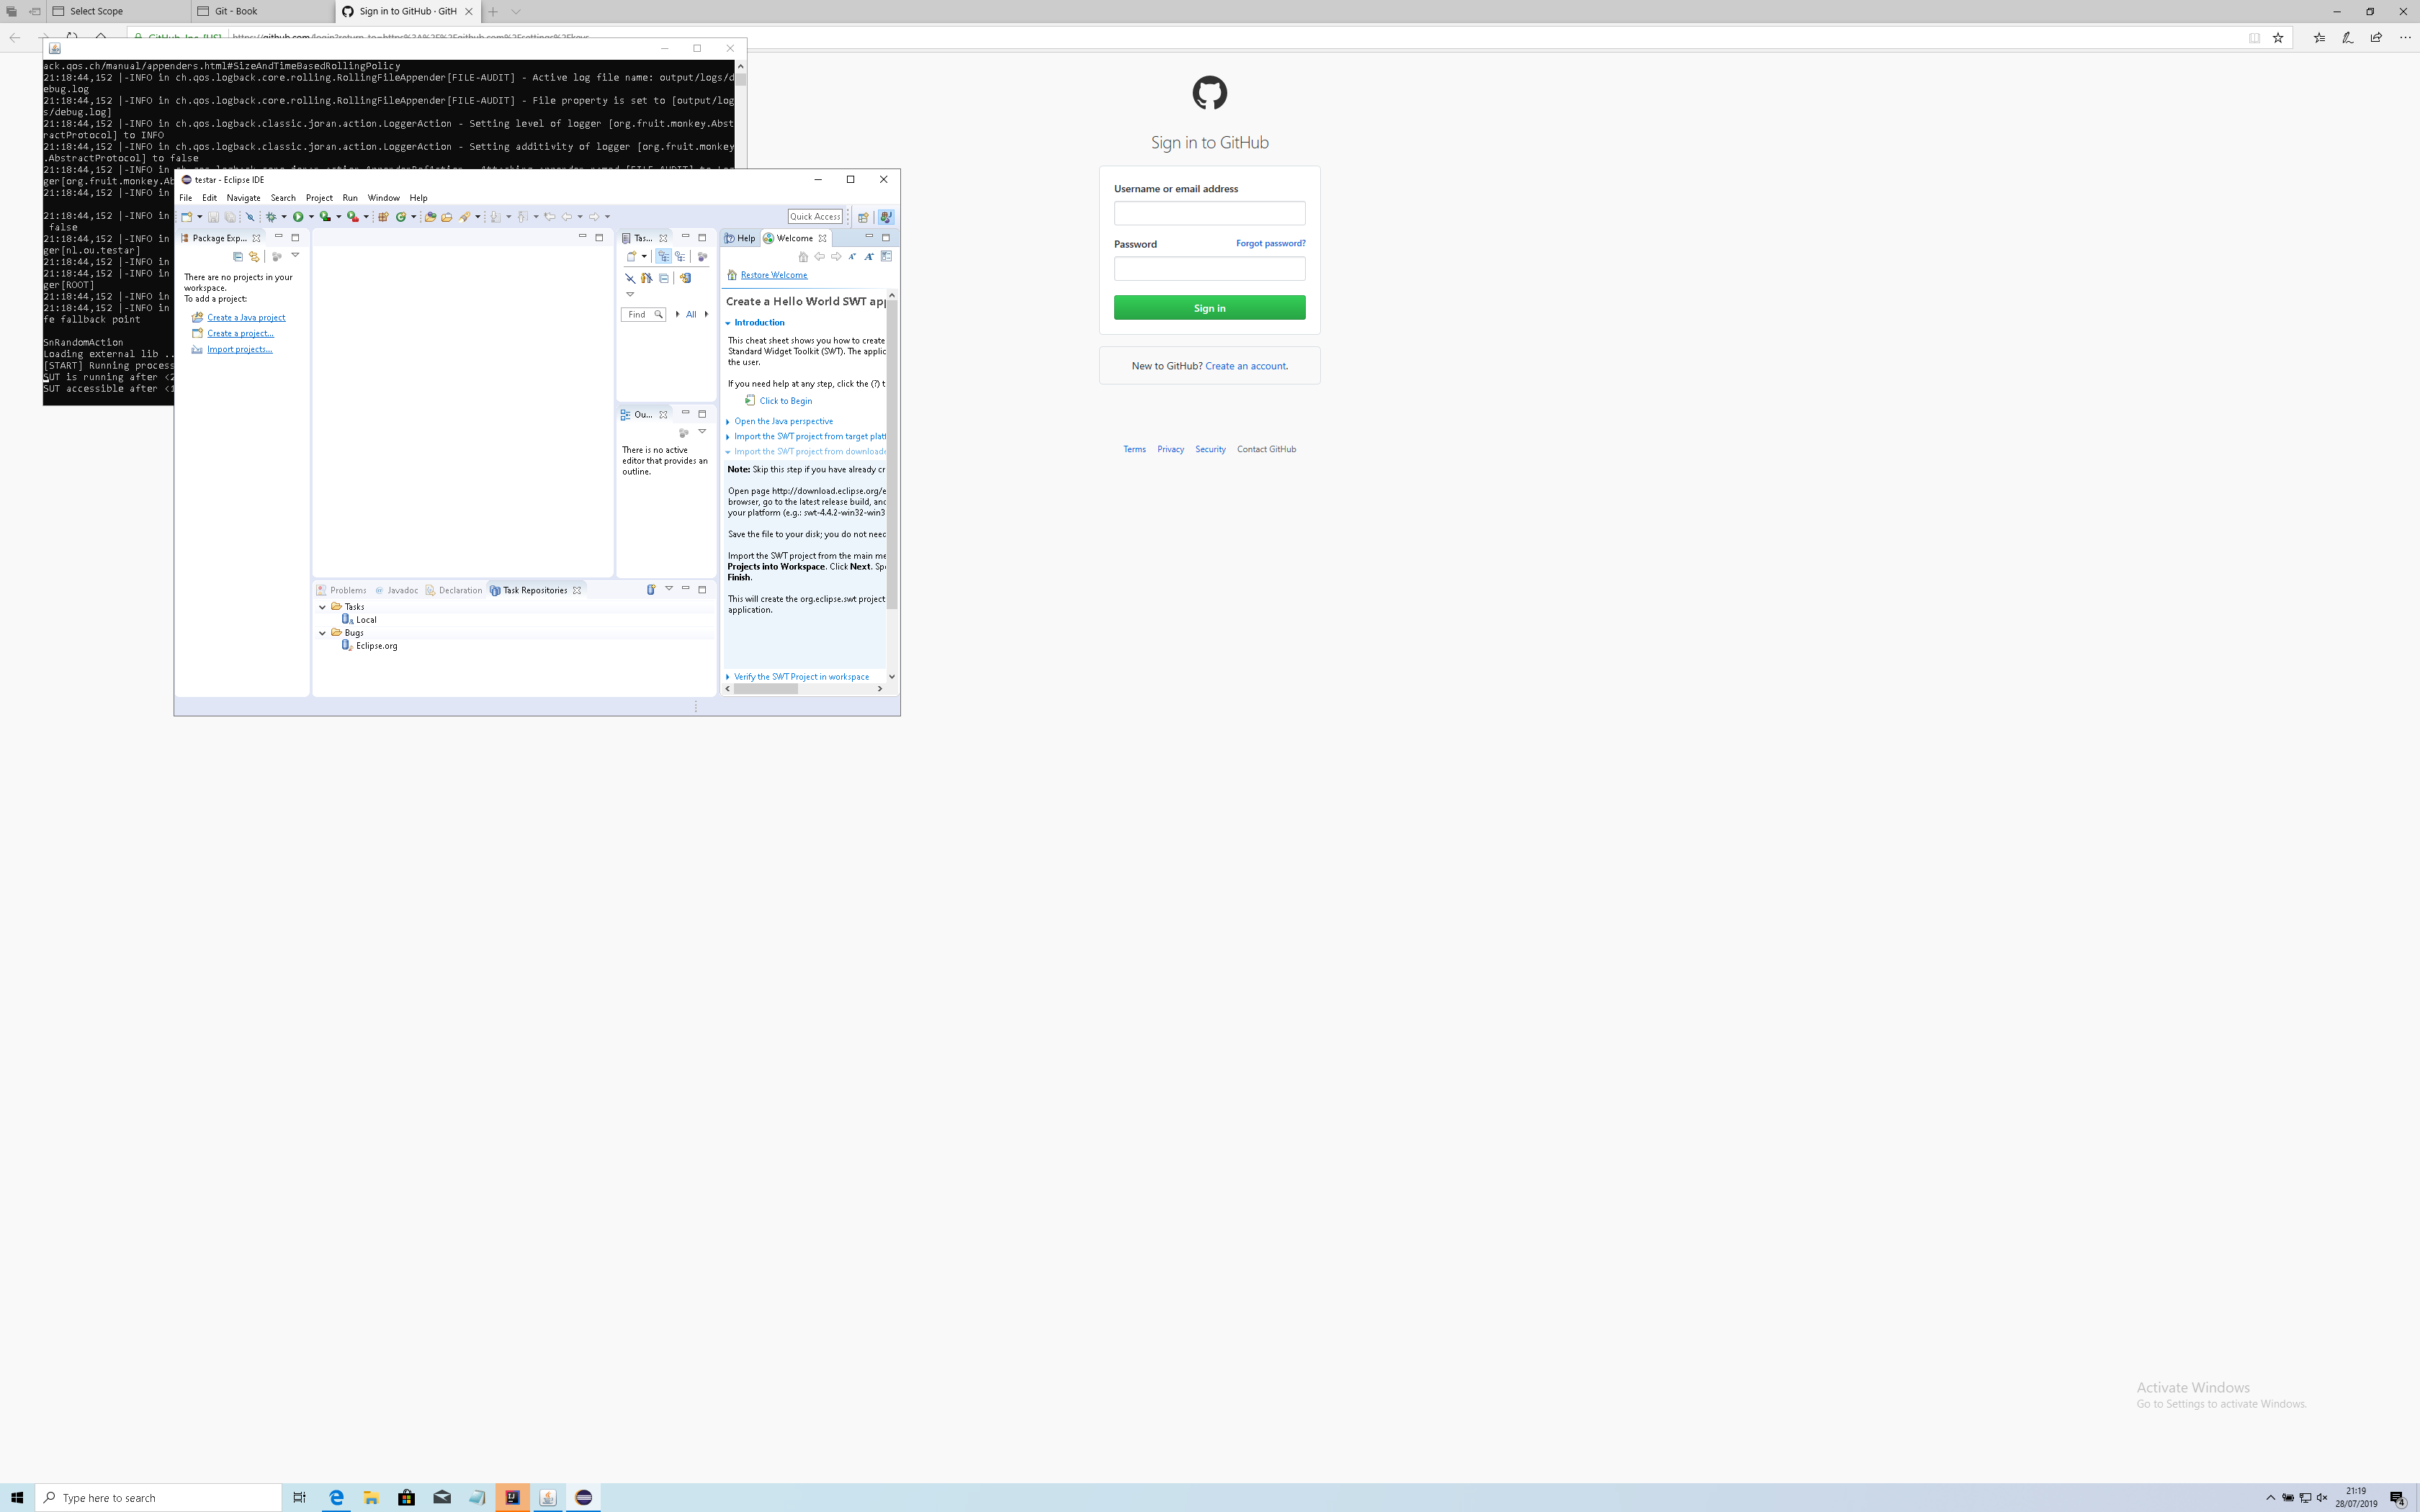 Select Scope
Git - Book
Sign in to GitHub · GitH
GitHub, Inc. [US]
https://github.com/login?return_to=https%3A%2F%2Fgithub.com%2Fsettings%2Fkeys
ack.qos.ch/manual/appenders.html#SizeAndTimeBasedRollingPolicy
21:18:44,152 |-INFO in ch.qos.logback.core.rolling.RollingFileAppender[FILE-AUDIT] - Active log file name: output/logs/d
ebug.log
21:18:44,152 |-INFO in ch.qos.logback.core.rolling.RollingFileAppender[FILE-AUDIT] - File property is set to [output/log
s/debug.log]
21:18:44,152 |-INFO in ch.qos.logback.classic.joran.action.LoggerAction - Setting level of logger [org.fruit.monkey.Abst
ractProtocol] to INFO
21:18:44,152 |-INFO in ch.qos.logback.classic.joran.action.LoggerAction - Setting additivity of logger [org.fruit.monkey
.AbstractProtocol] to false
21:18:44,152 |-INFO in
ger[org.fruit.monkey.Ab
21:18:44,152 |-INFO in
21:18:44,152 |-INFO in
false
21:18:44,152 |-INFO in
ger[nl.ou.testar]
21:18:44,152 |-INFO in
21:18:44,152 |-INFO in
ger[ROOT]
21:18:44,152 |-INFO in
21:18:44,152 |-INFO in
fe fallback point
SnRandomAction
Loading external lib ..
[START] Running process
SUT is running after <2
SUT accessible after <1
testar - Eclipse IDE
File Edit Navigate Search Project Run Window Help
Quick Access
Package Exp...
There are no projects in your
workspace.
To add a project:
Create a Java project
Create a project...
Import projects...
Tas...
Find
All
Ou...
There is no active
editor that provides an
outline.
Help
Welcome
Restore Welcome
Create a Hello World SWT app
Introduction
This cheat sheet shows you how to create
Standard Widget Toolkit (SWT). The applic
the user.
If you need help at any step, click the (?) t
Click to Begin
Open the Java perspective
Import the SWT project from target platf
Import the SWT project from downloade
Note: Skip this step if you have already cr
Open page http://download.eclipse.org/e
browser, go to the latest release build, and
your platform (e.g.: swt-4.4.2-win32-win3
Save the file to your disk; you do not need
Import the SWT project from the main me
Projects into Workspace. Click Next. Spe
Finish.
This will create the org.eclipse.swt project
application.
Verify the SWT Project in workspace
Problems
Javadoc
Declaration
Task Repositories
Tasks
Local
Bugs
Eclipse.org
Sign in to GitHub
Username or email address
Password
Forgot password?
Sign in
New to GitHub? Create an account.
Terms
Privacy
Security
Contact GitHub
Activate Windows
Go to Settings to activate Windows.
Type here to search
21:19
28/07/2019
4